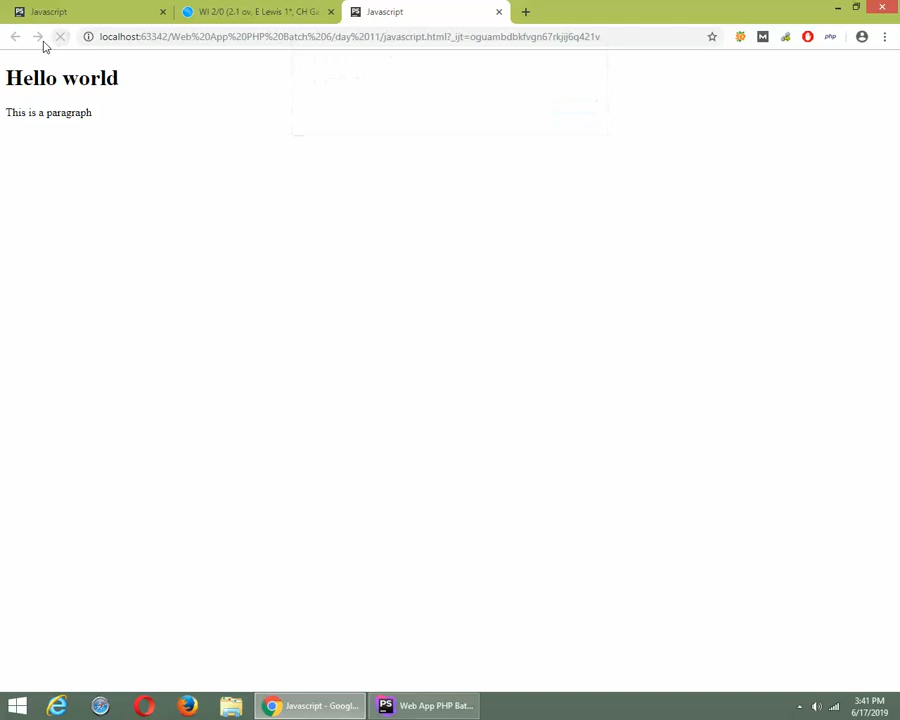 Javascript
WI 2/0 (2.1 ov, E Lewis 1*, CH Ga
Javascript
localhost:63342/Web%20App%20PHP%20Batch%206/day%2011/javascript.html?_ijt=oguambdbkfvgn67rkjij6q421v
php
Hello world
This is a paragraph
Javascript - Googl...
PS
Web App PHP Bat...
3:41 PM
6/17/2019